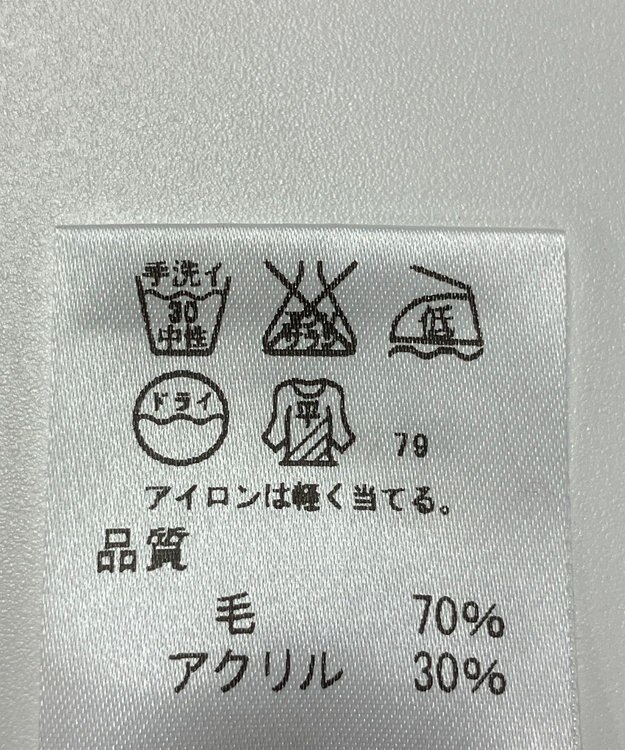 手洗イ
30
中性
エンソサラシ
低
ドライ
平
79
アイロンは軽く当てる。
品質
毛 70%
アクリル 30%